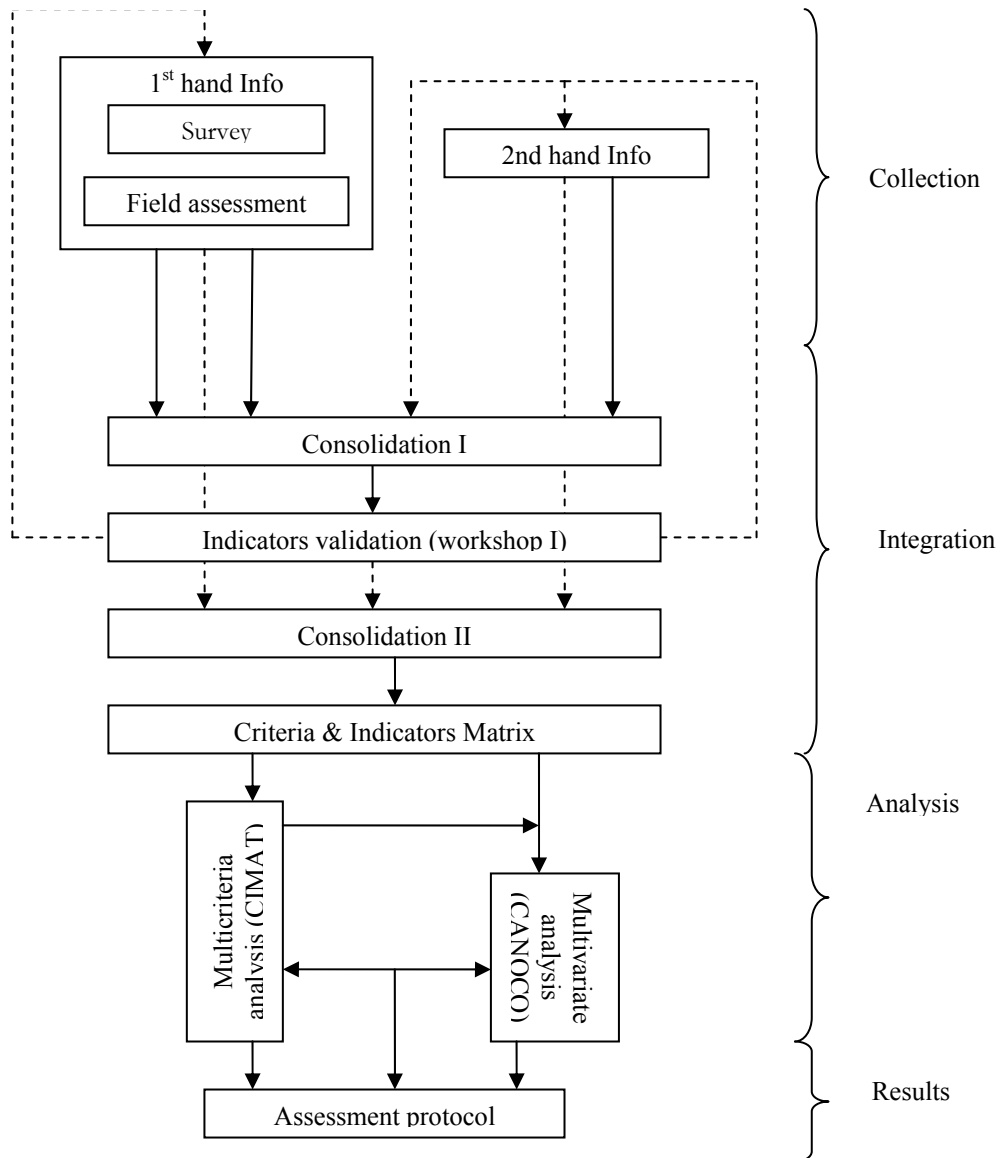 1st hand Info
Survey
Field assessment
2nd hand Info
Collection
Consolidation I
Indicators validation (workshop I)
Integration
Consolidation II
Criteria & Indicators Matrix
Analysis
Multicriteria
analysis (CIMAT)
Multivariate
analysis
(CANOCO)
Results
Assessment protocol